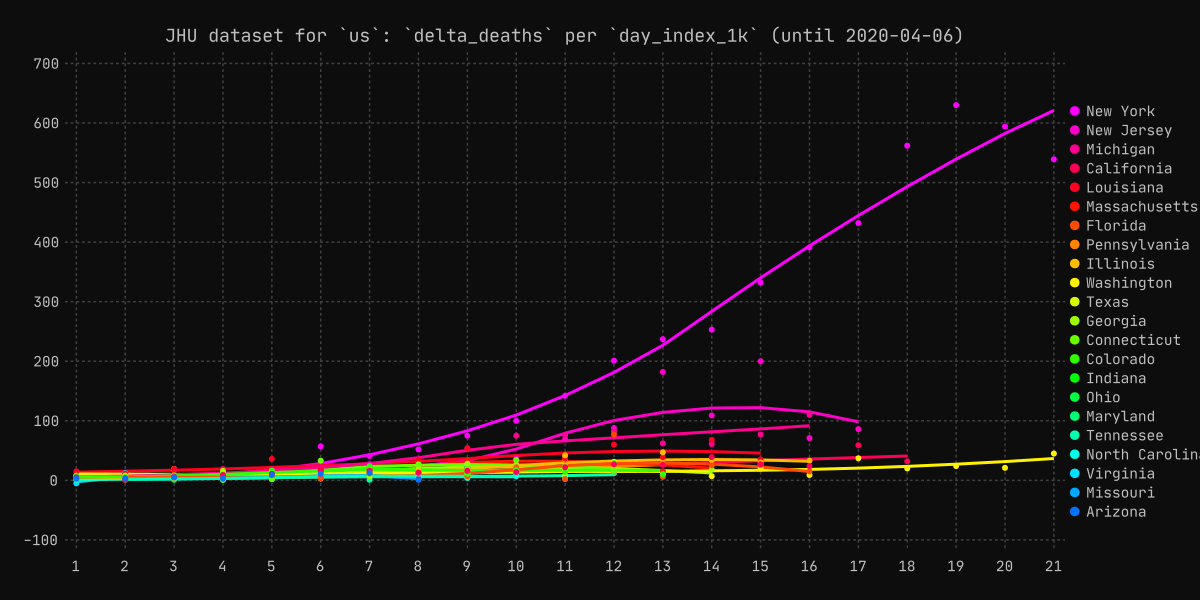 JHU dataset for `us`: `delta_deaths` per `day_index_1k` (until 2020-04-06)
700
600
500
400
300
200
100
0
-100
1 2 3 4 5 6 7 8 9 10 11 12 13 14 15 16 17 18 19 20 21
New York
New Jersey
Michigan
California
Louisiana
Massachusetts
Florida
Pennsylvania
Illinois
Washington
Texas
Georgia
Connecticut
Colorado
Indiana
Ohio
Maryland
Tennessee
North Carolina
Virginia
Missouri
Arizona